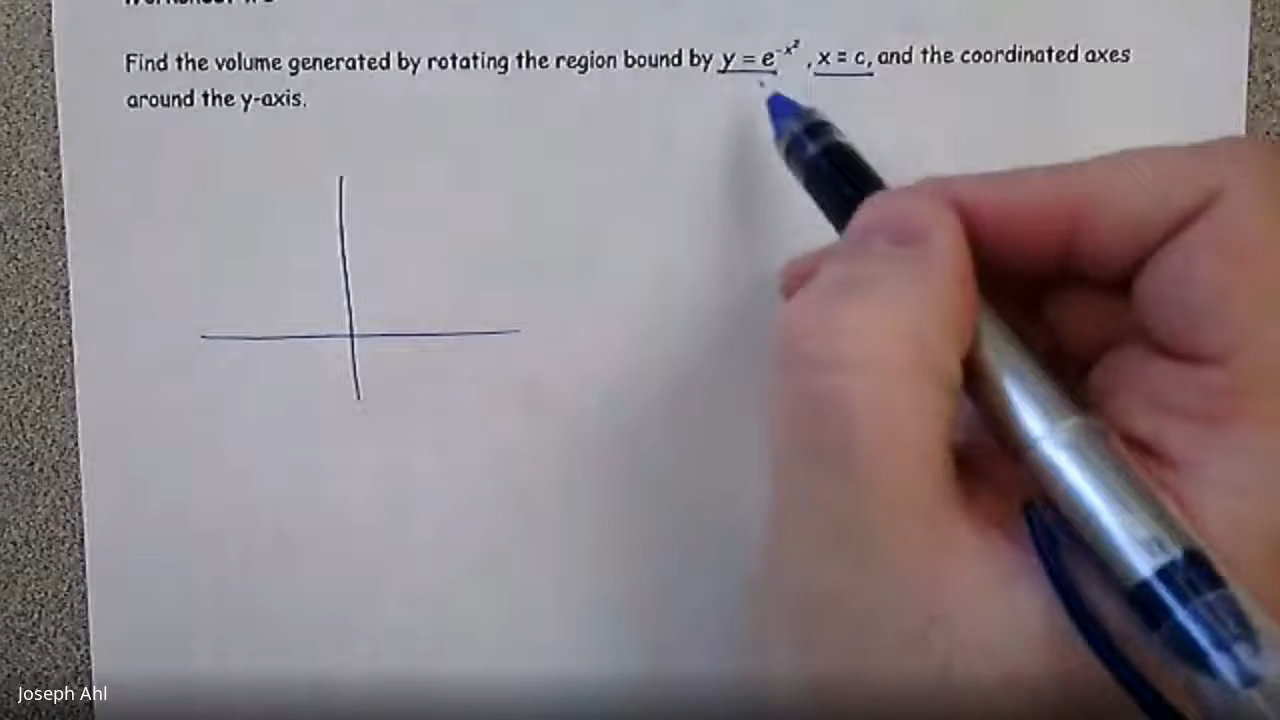 Find the volume generated by rotating the region bound by y = e^-x², x = c, and the coordinated axes
around the y-axis.
Joseph Ahl